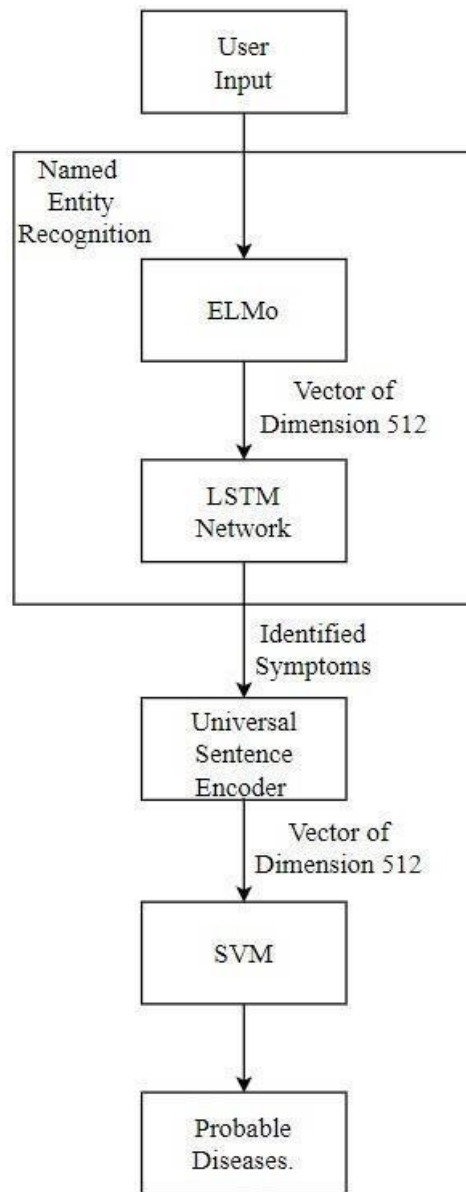 User
Input
Named
Entity
Recognition
ELMo
Vector of
Dimension 512
LSTM
Network
Identified
Symptoms
Universal
Sentence
Encoder
Vector of
Dimension 512
SVM
Probable
Diseases.